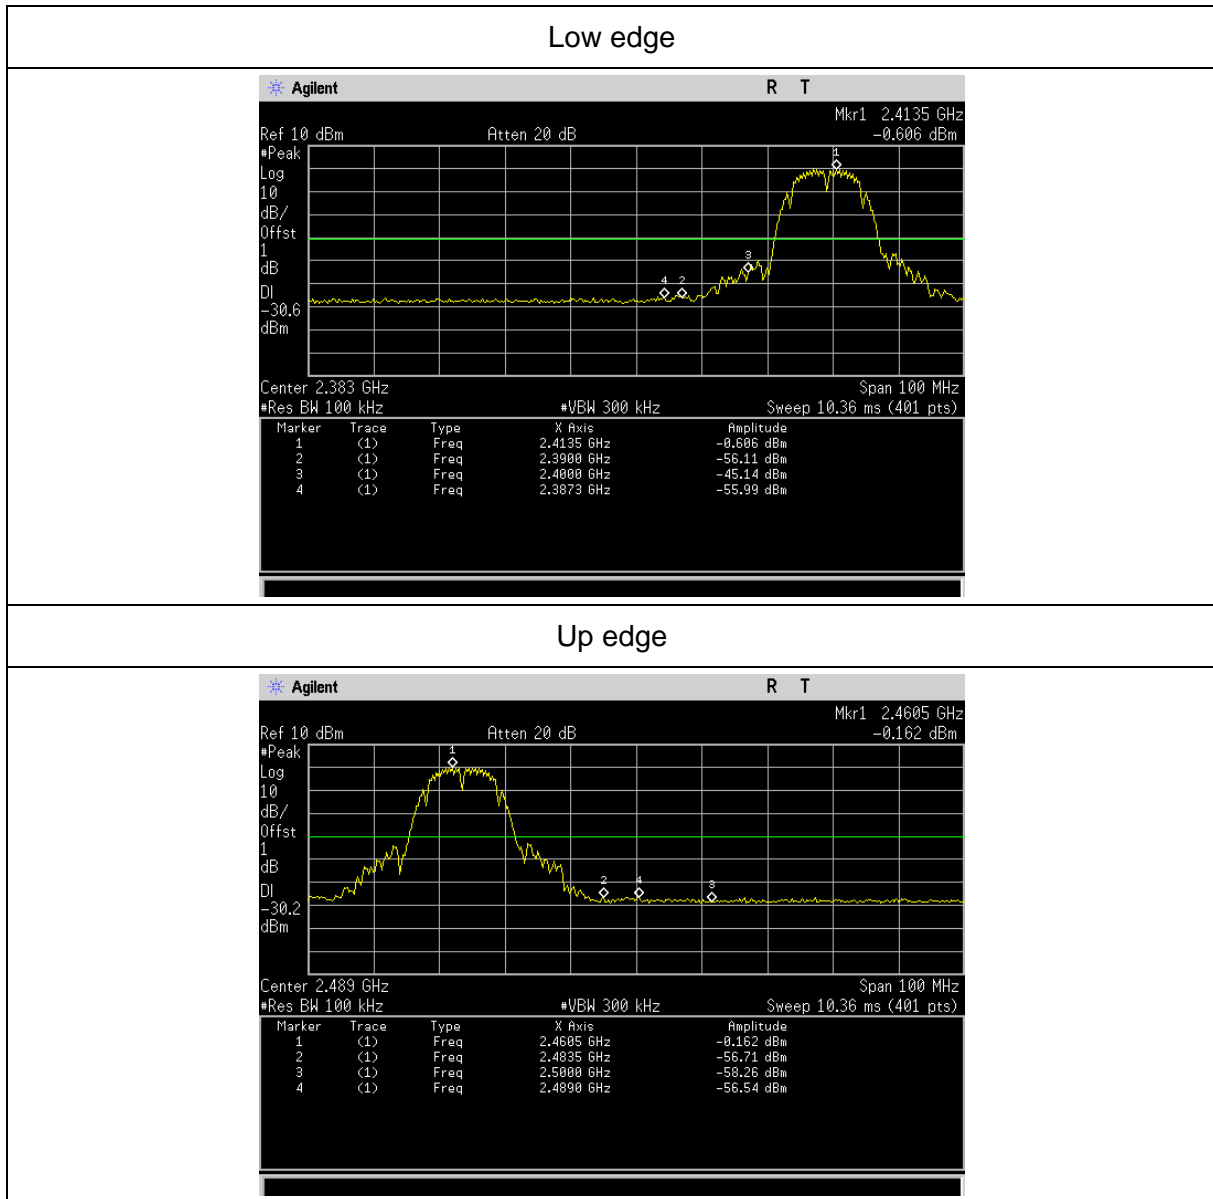 Low edge
Agilent R T
Mkr1 2.4135 GHz
Ref 10 dBm Atten 20 dB -0.606 dBm
#Peak
Log
10
dB/
Offst
1
dB
DI
-30.6
dBm
1
3
4 2
Center 2.383 GHz Span 100 MHz
#Res BW 100 kHz #VBW 300 kHz Sweep 10.36 ms (401 pts)
Marker Trace Type X Axis Amplitude
1 (1) Freq 2.4135 GHz -0.606 dBm
2 (1) Freq 2.3900 GHz -56.11 dBm
3 (1) Freq 2.4000 GHz -45.14 dBm
4 (1) Freq 2.3873 GHz -55.99 dBm
Up edge
Agilent R T
Mkr1 2.4605 GHz
Ref 10 dBm Atten 20 dB -0.162 dBm
#Peak
Log
10
dB/
Offst
1
dB
DI
-30.2
dBm
1
2 4 3
Center 2.489 GHz Span 100 MHz
#Res BW 100 kHz #VBW 300 kHz Sweep 10.36 ms (401 pts)
Marker Trace Type X Axis Amplitude
1 (1) Freq 2.4605 GHz -0.162 dBm
2 (1) Freq 2.4835 GHz -56.71 dBm
3 (1) Freq 2.5000 GHz -58.26 dBm
4 (1) Freq 2.4890 GHz -56.54 dBm